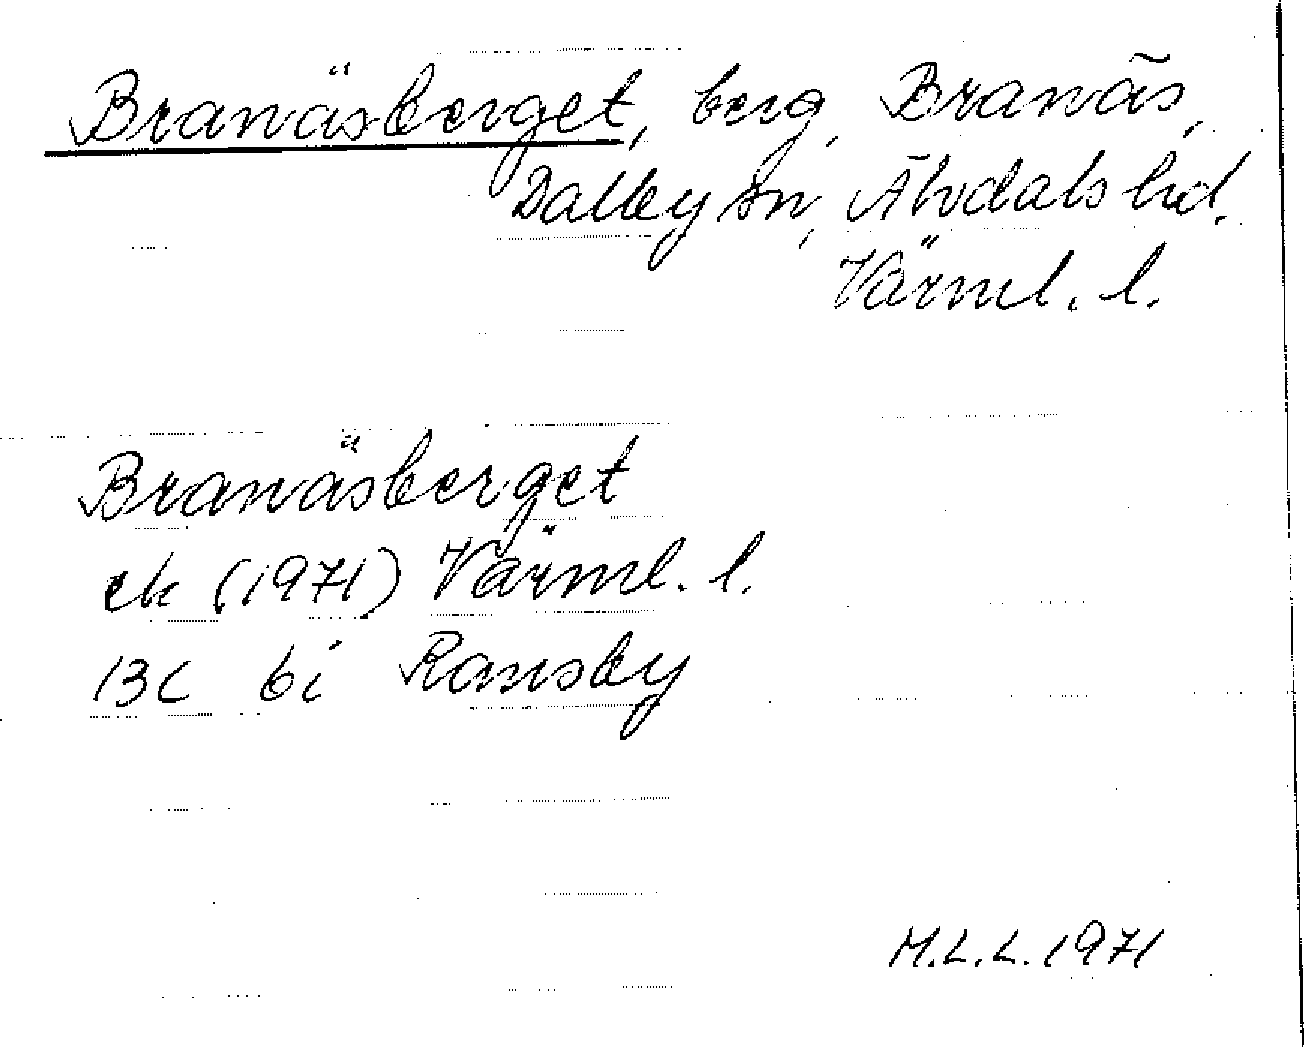 Branäsberget, berg, Branäs,
Dalby sn, Älvdals hd.
Värml. l.
Branäsberget
ek (1971) Värml. l.
13c 6i Ransby
M.L.L. 1971